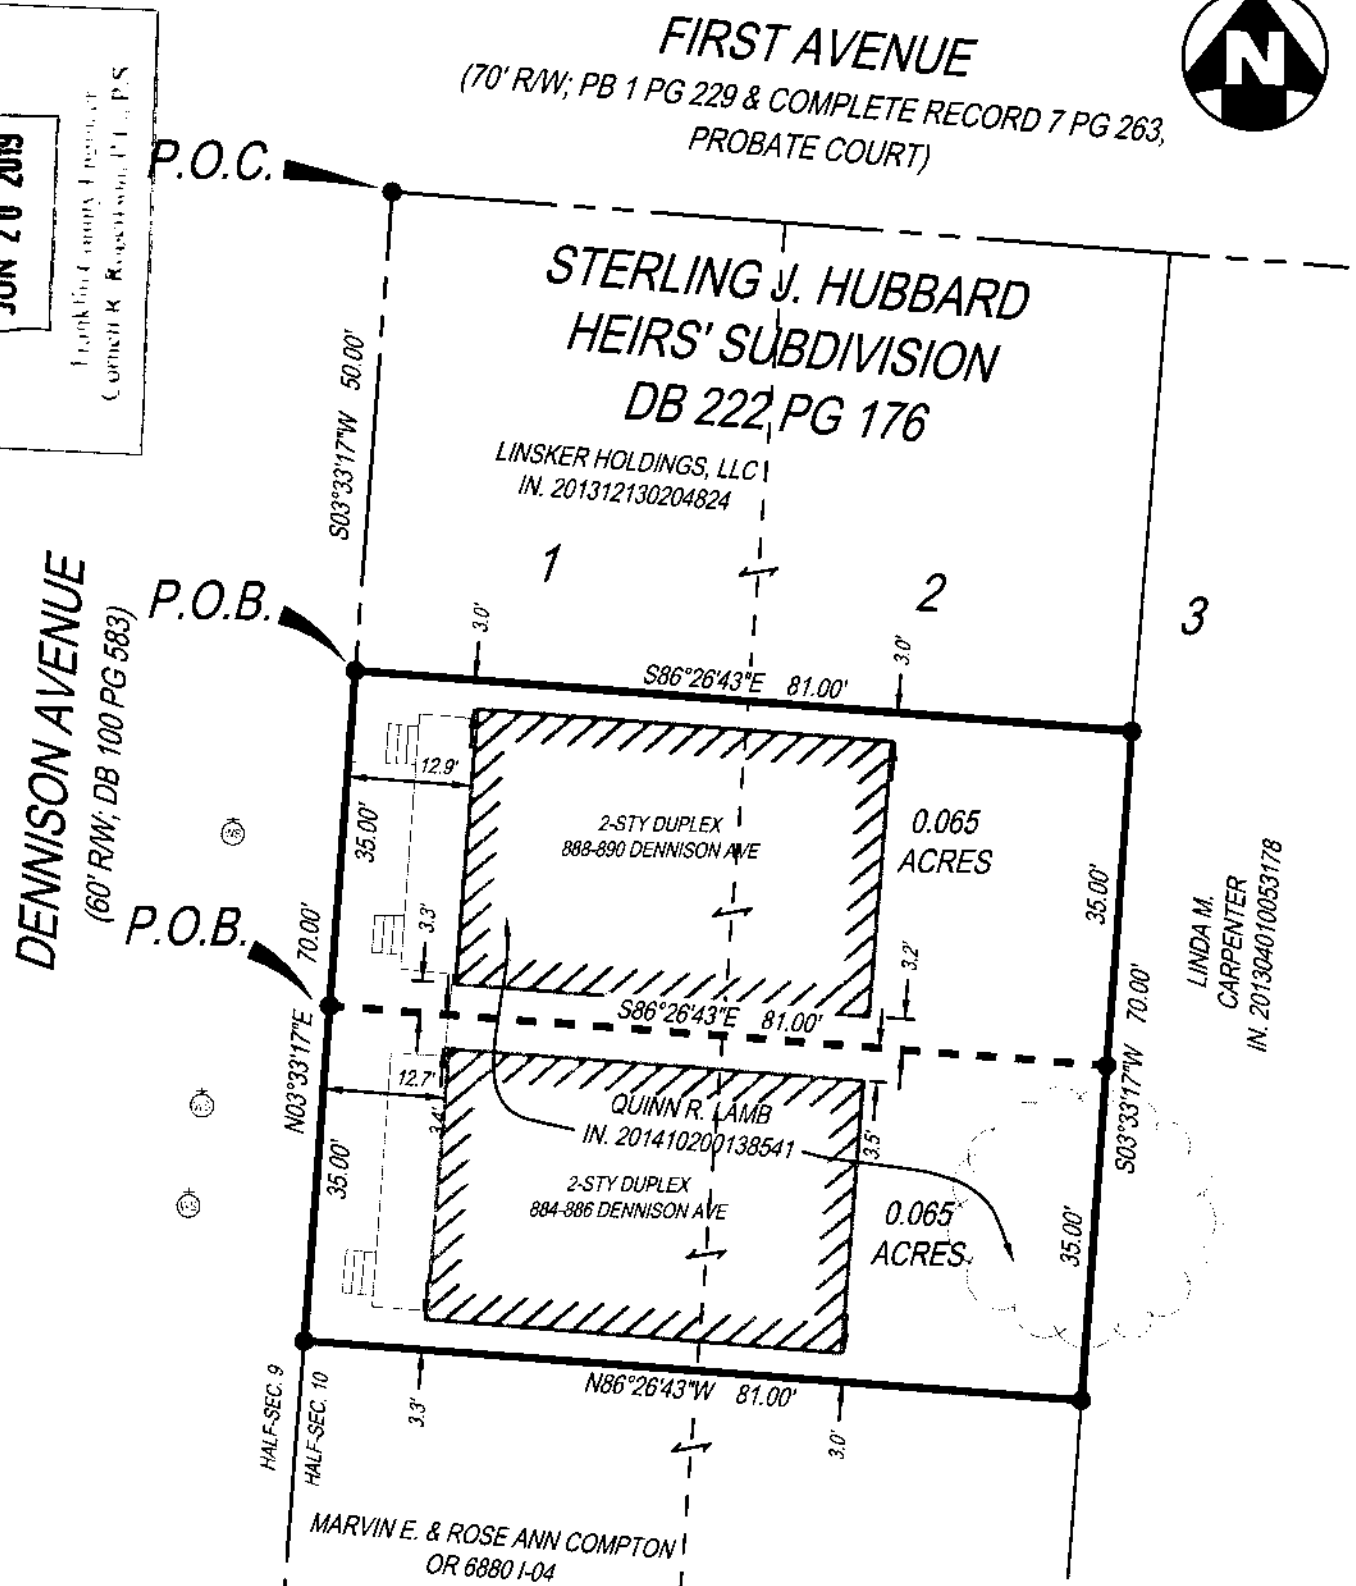 FIRST AVENUE
(70' R/W; PB 1 PG 229 & COMPLETE RECORD 7 PG 263,
PROBATE COURT)
N
JUN 20 2019
Franklin County Engineer
Cornell R. Robertson, P.E., P.S.
P.O.C.
STERLING J. HUBBARD
HEIRS' SUBDIVISION
DB 222 PG 176
LINSKER HOLDINGS, LLC
IN. 201312130204824
S03°33'17"W 50.00'
1
2
3
DENNISON AVENUE
(60' R/W; DB 100 PG 583)
P.O.B.
3.0'
3.0'
S86°26'43"E 81.00'
12.9'
35.00'
2-STY DUPLEX
888-890 DENNISON AVE
0.065
ACRES
35.00'
LINDA M.
CARPENTER
IN. 201304010053178
P.O.B.
N03°33'17"E 70.00'
3.3'
3.2'
S86°26'43"E 81.00'
S03°33'17"W 70.00'
12.7'
3.4'
QUINN R. LAMB
IN. 201410200138541
3.5'
35.00'
2-STY DUPLEX
884-886 DENNISON AVE
0.065
ACRES
35.00'
N86°26'43"W 81.00'
HALF-SEC. 9
HALF-SEC. 10
3.3'
3.0'
MARVIN E. & ROSE ANN COMPTON
OR 6880 I-04